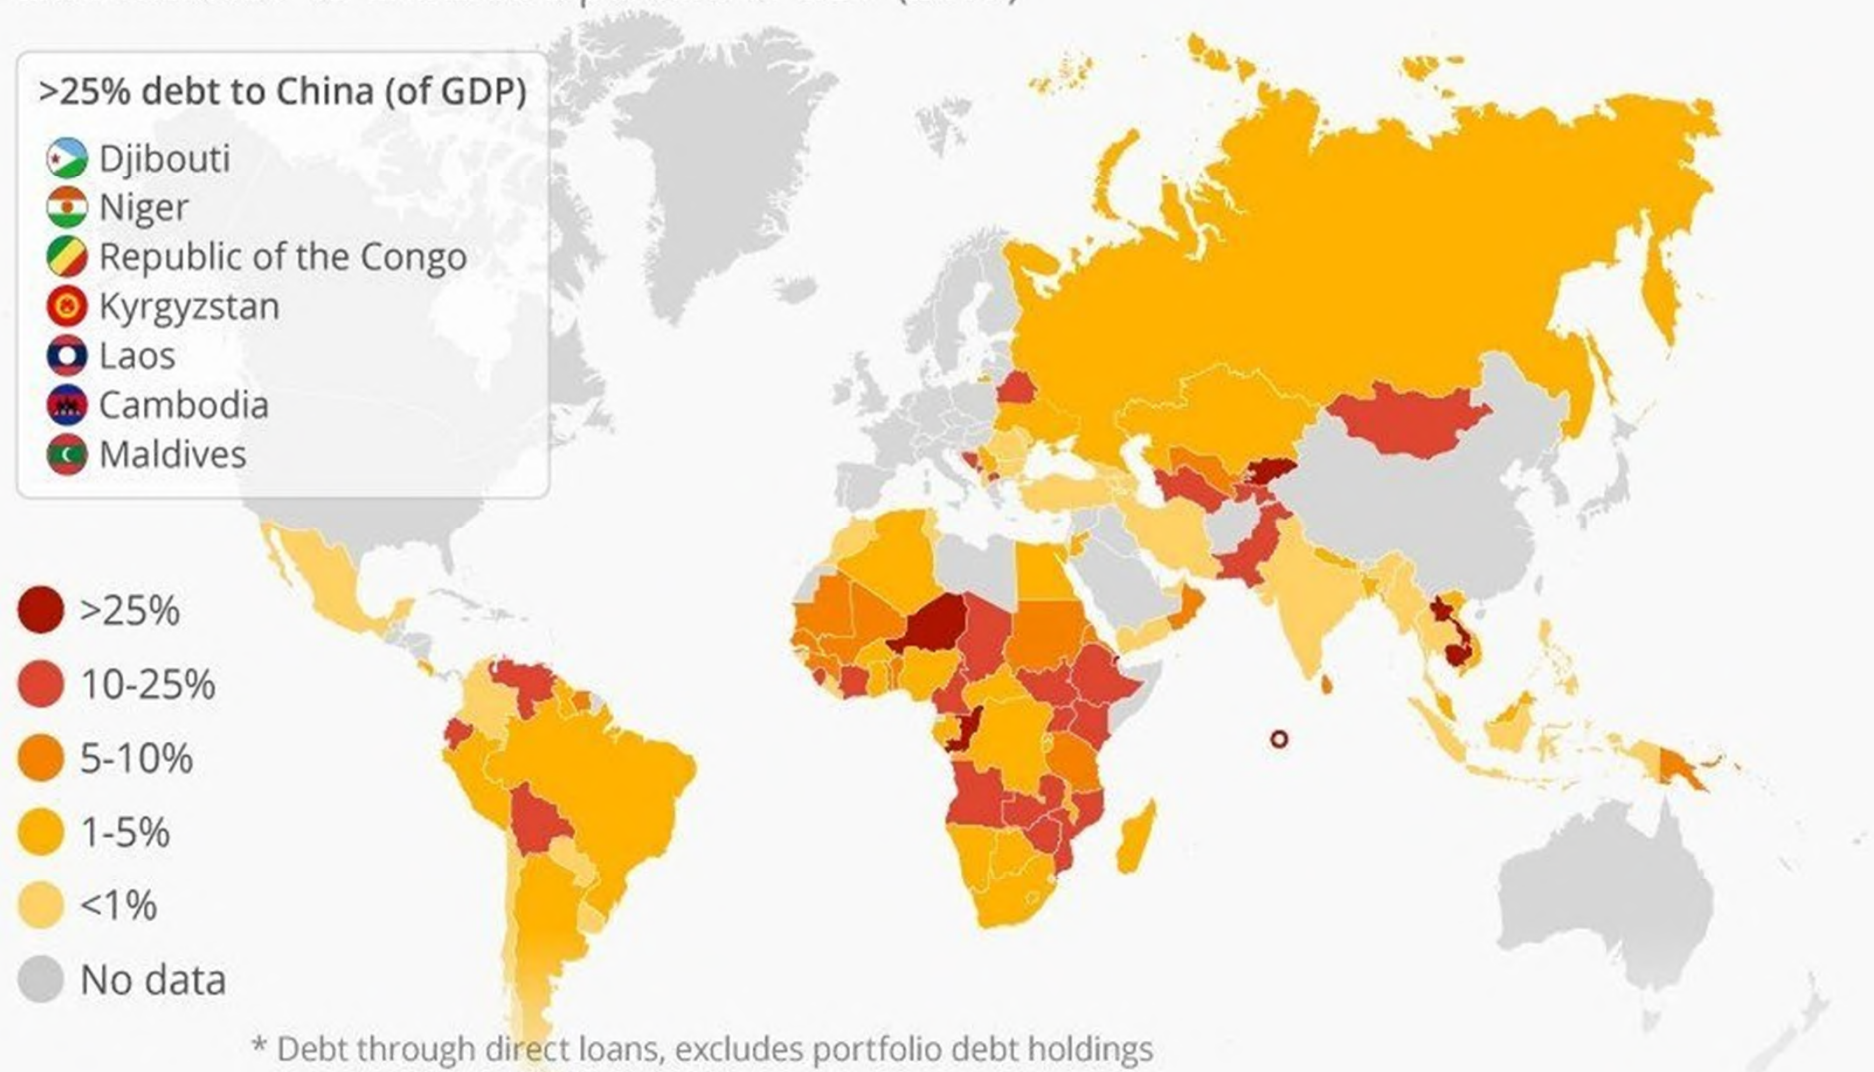 >25% debt to China (of GDP)
Djibouti
Niger
Republic of the Congo
Kyrgyzstan
Laos
Cambodia
Maldives
>25%
10-25%
5-10%
1-5%
<1%
No data
* Debt through direct loans, excludes portfolio debt holdings